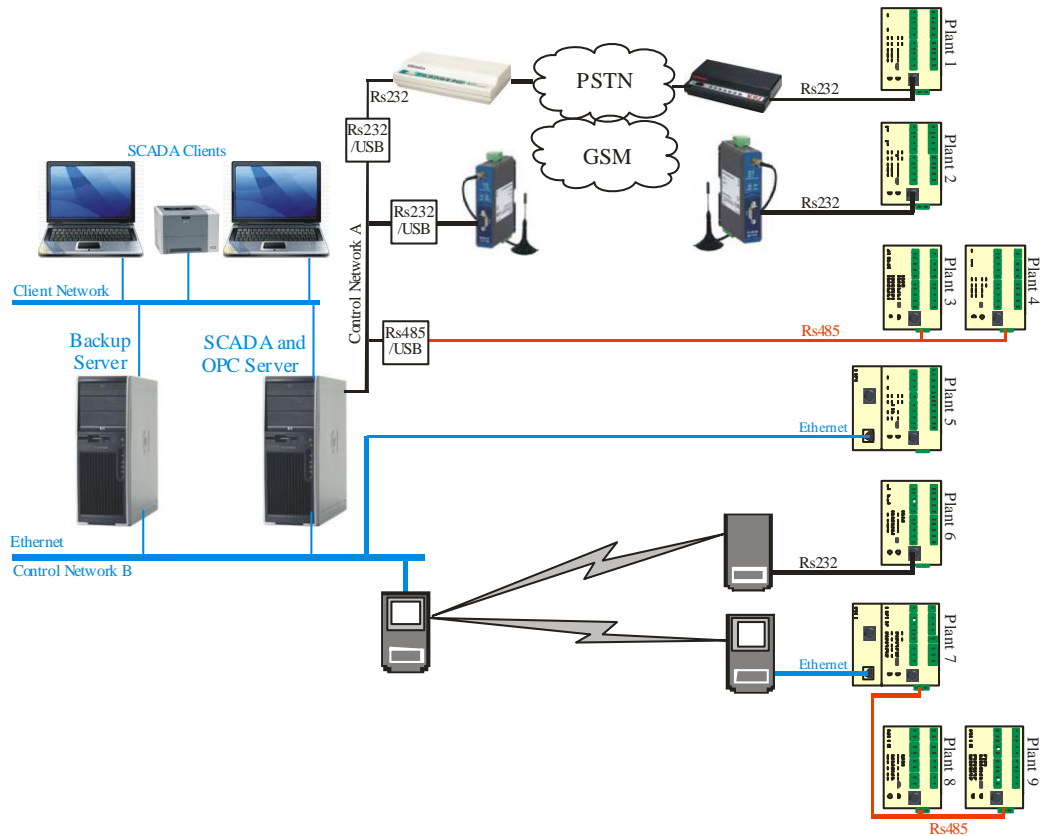 PSTN
GSM
Rs232
Rs232
/USB
SCADA Clients
Rs232
/USB
Control Network A
Rs232
Plant 1
Rs232
Plant 2
Client Network
Backup
Server
SCADA and
OPC Server
Rs485
/USB
Rs485
Plant 3
Plant 4
Ethernet
Plant 5
Ethernet
Control Network B
Rs232
Plant 6
Ethernet
Plant 7
Plant 8
Plant 9
Rs485